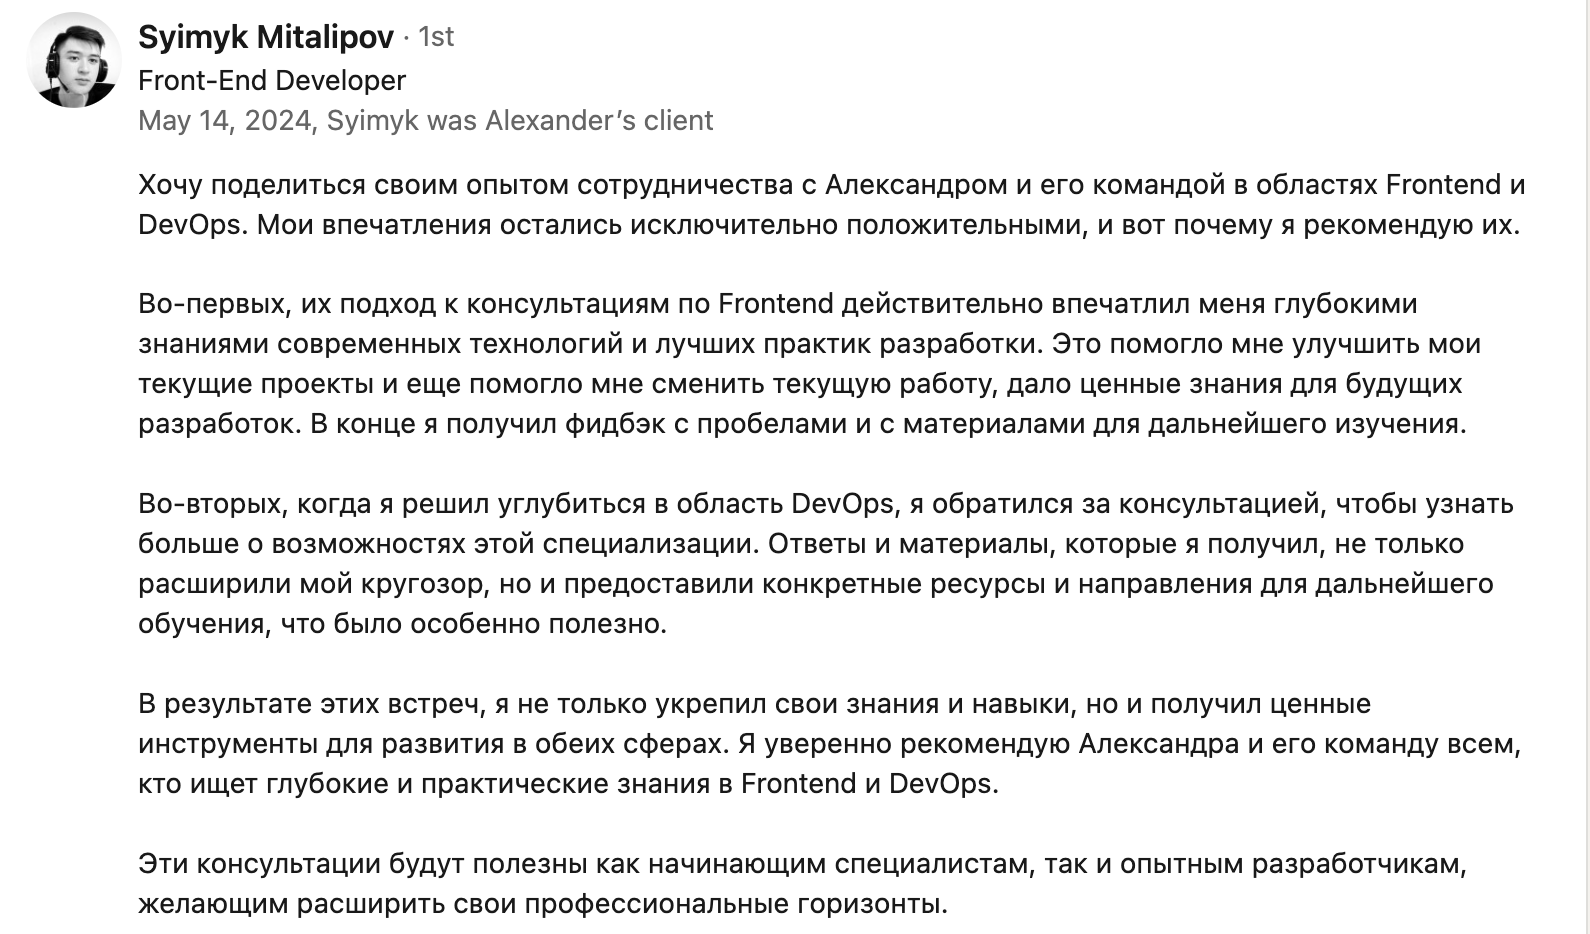 Syimyk Mitalipov · 1st
Front-End Developer
May 14, 2024, Syimyk was Alexander’s client
Хочу поделиться своим опытом сотрудничества с Александром и его командой в областях Frontend и
DevOps. Мои впечатления остались исключительно положительными, и вот почему я рекомендую их.
Во-первых, их подход к консультациям по Frontend действительно впечатлил меня глубокими
знаниями современных технологий и лучших практик разработки. Это помогло мне улучшить мои
текущие проекты и еще помогло мне сменить текущую работу, дало ценные знания для будущих
разработок. В конце я получил фидбэк с пробелами и с материалами для дальнейшего изучения.
Во-вторых, когда я решил углубиться в область DevOps, я обратился за консультацией, чтобы узнать
больше о возможностях этой специализации. Ответы и материалы, которые я получил, не только
расширили мой кругозор, но и предоставили конкретные ресурсы и направления для дальнейшего
обучения, что было особенно полезно.
В результате этих встреч, я не только укрепил свои знания и навыки, но и получил ценные
инструменты для развития в обеих сферах. Я уверенно рекомендую Александра и его команду всем,
кто ищет глубокие и практические знания в Frontend и DevOps.
Эти консультации будут полезны как начинающим специалистам, так и опытным разработчикам,
желающим расширить свои профессиональные горизонты.